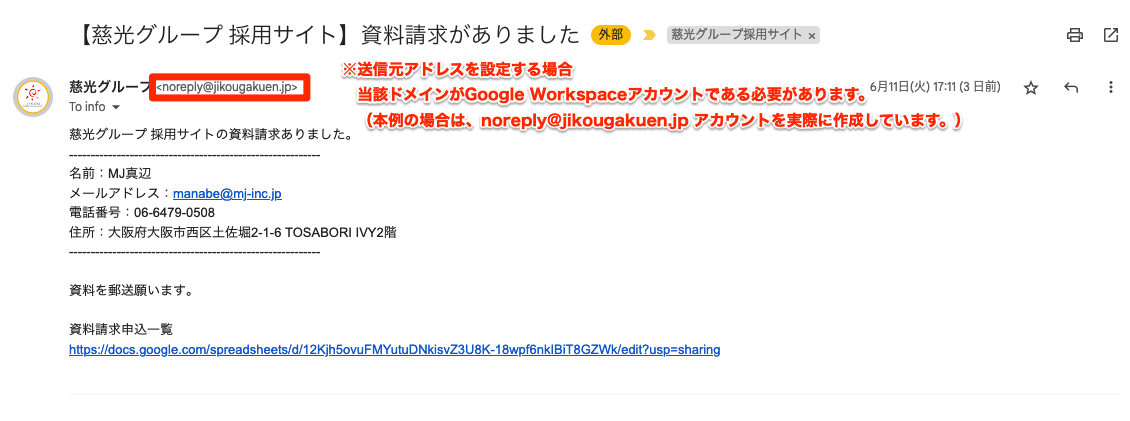 【慈光グループ 採用サイト】資料請求がありました 外部 慈光グループ採用サイト ×
慈光グループ <noreply@jikougakuen.jp> 6月11日(火) 17:11 (3 日前)
To info
※送信元アドレスを設定する場合
当該ドメインがGoogle Workspaceアカウントである必要があります。
（本例の場合は、noreply@jikougakuen.jp アカウントを実際に作成しています。）
慈光グループ 採用サイトの資料請求ありました。
------------------------------------------------------------
名前：MJ真辺
メールアドレス：manabe@mj-inc.jp
電話番号：06-6479-0508
住所：大阪府大阪市西区土佐堀2-1-6 TOSABORI IVY2階
------------------------------------------------------------
資料を郵送願います。
資料請求申込一覧
https://docs.google.com/spreadsheets/d/12Kjh5ovuFMYutuDNkisvZ3U8K-18wpf6nklBiT8GZWk/edit?usp=sharing